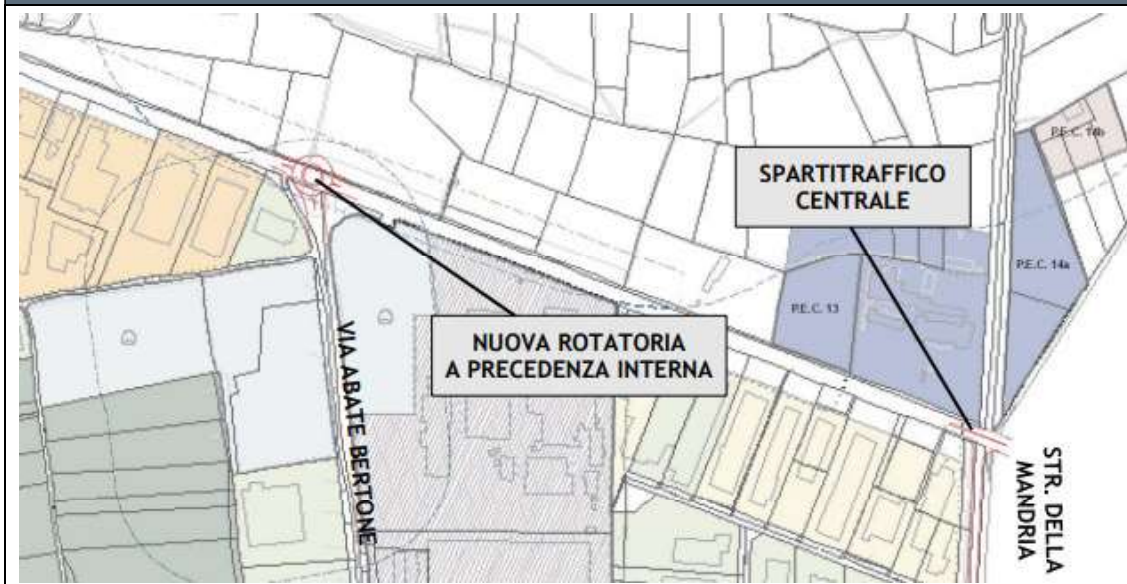 P.E.C. 14b
SPARTITRAFFICO
CENTRALE
P.E.C. 14a
P.E.C. 13
NUOVA ROTATORIA
A PRECEDENZA INTERNA
VIA ABATE BERTONE
STR. DELLA
MANDRIA